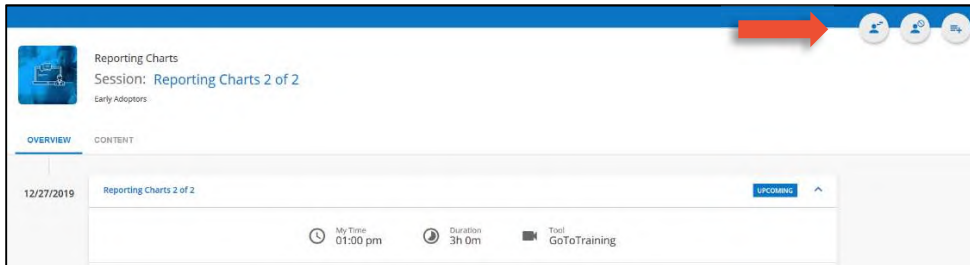 Reporting Charts
Session: Reporting Charts 2 of 2
Early Adoptors
OVERVIEW CONTENT
12/27/2019 Reporting Charts 2 of 2 UPCOMING
My Time Duration Tool
01:00 pm 3h 0m GoToTraining